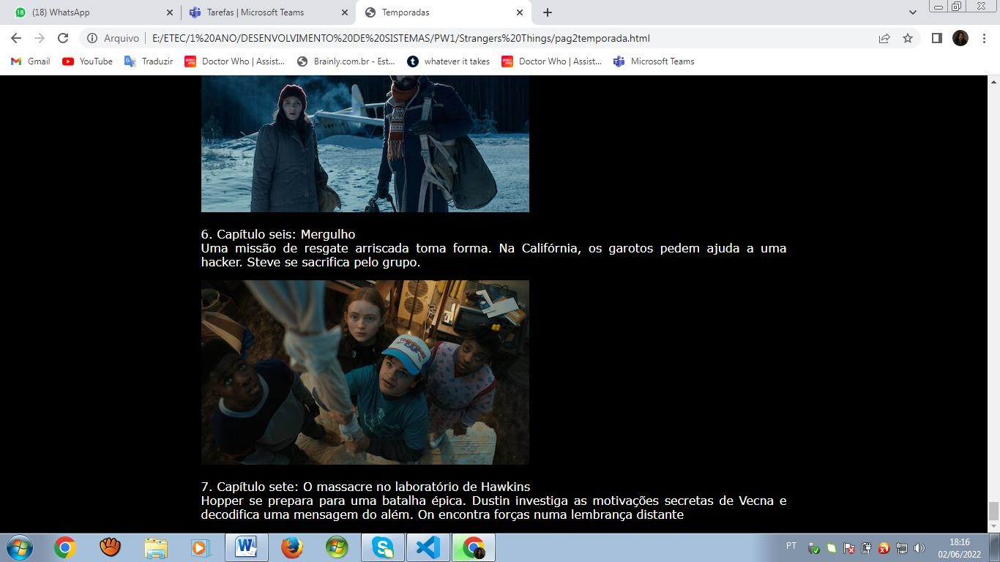 (18) WhatsApp
Tarefas | Microsoft Teams
Temporadas
Arquivo
E:/ETEC/1%20ANO/DESENVOLVIMENTO%20DE%20SISTEMAS/PW1/Strangers%20Things/pag2temporada.html
Gmail
YouTube
Traduzir
Doctor Who | Assist...
Brainly.com.br - Est...
whatever it takes
Doctor Who | Assist...
Microsoft Teams
6. Capítulo seis: Mergulho
Uma missão de resgate arriscada toma forma. Na Califórnia, os garotos pedem ajuda a uma
hacker. Steve se sacrifica pelo grupo.
7. Capítulo sete: O massacre no laboratório de Hawkins
Hopper se prepara para uma batalha épica. Dustin investiga as motivações secretas de Vecna e
decodifica uma mensagem do além. On encontra forças numa lembrança distante
PT
18:16
02/06/2022